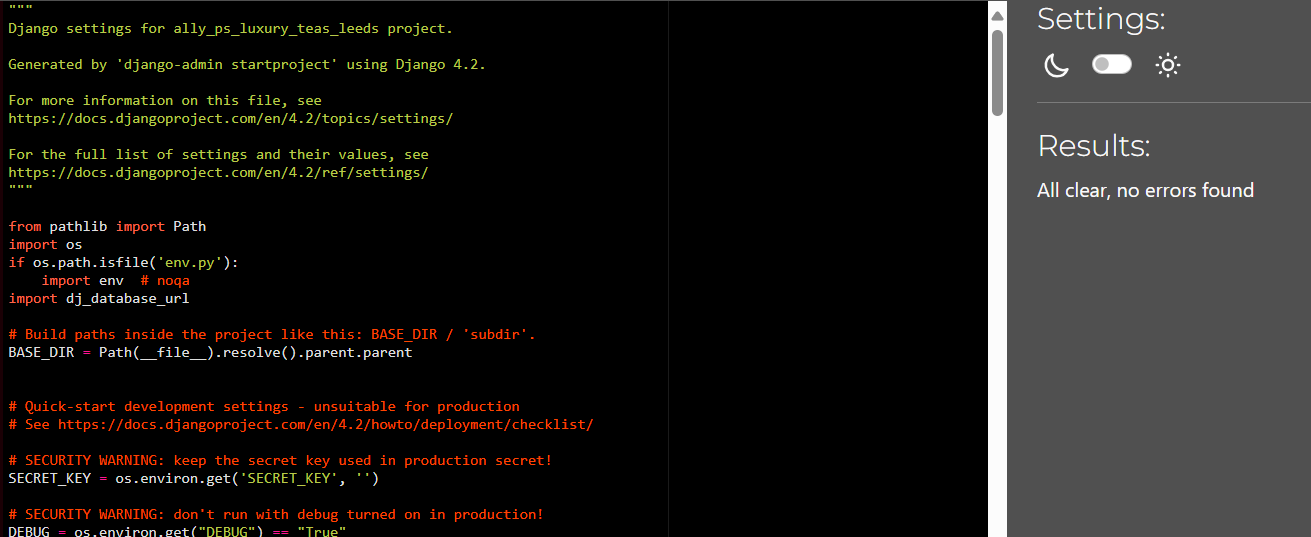 """
Django settings for ally_ps_luxury_teas_leeds project.
Generated by 'django-admin startproject' using Django 4.2.
For more information on this file, see
https://docs.djangoproject.com/en/4.2/topics/settings/
For the full list of settings and their values, see
https://docs.djangoproject.com/en/4.2/ref/settings/
"""
from pathlib import Path
import os
if os.path.isfile('env.py'):
    import env  # noqa
import dj_database_url
# Build paths inside the project like this: BASE_DIR / 'subdir'.
BASE_DIR = Path(__file__).resolve().parent.parent
# Quick-start development settings - unsuitable for production
# See https://docs.djangoproject.com/en/4.2/howto/deployment/checklist/
# SECURITY WARNING: keep the secret key used in production secret!
SECRET_KEY = os.environ.get('SECRET_KEY', '')
# SECURITY WARNING: don't run with debug turned on in production!
DEBUG = os.environ.get("DEBUG") == "True"
Settings:
Results:
All clear, no errors found